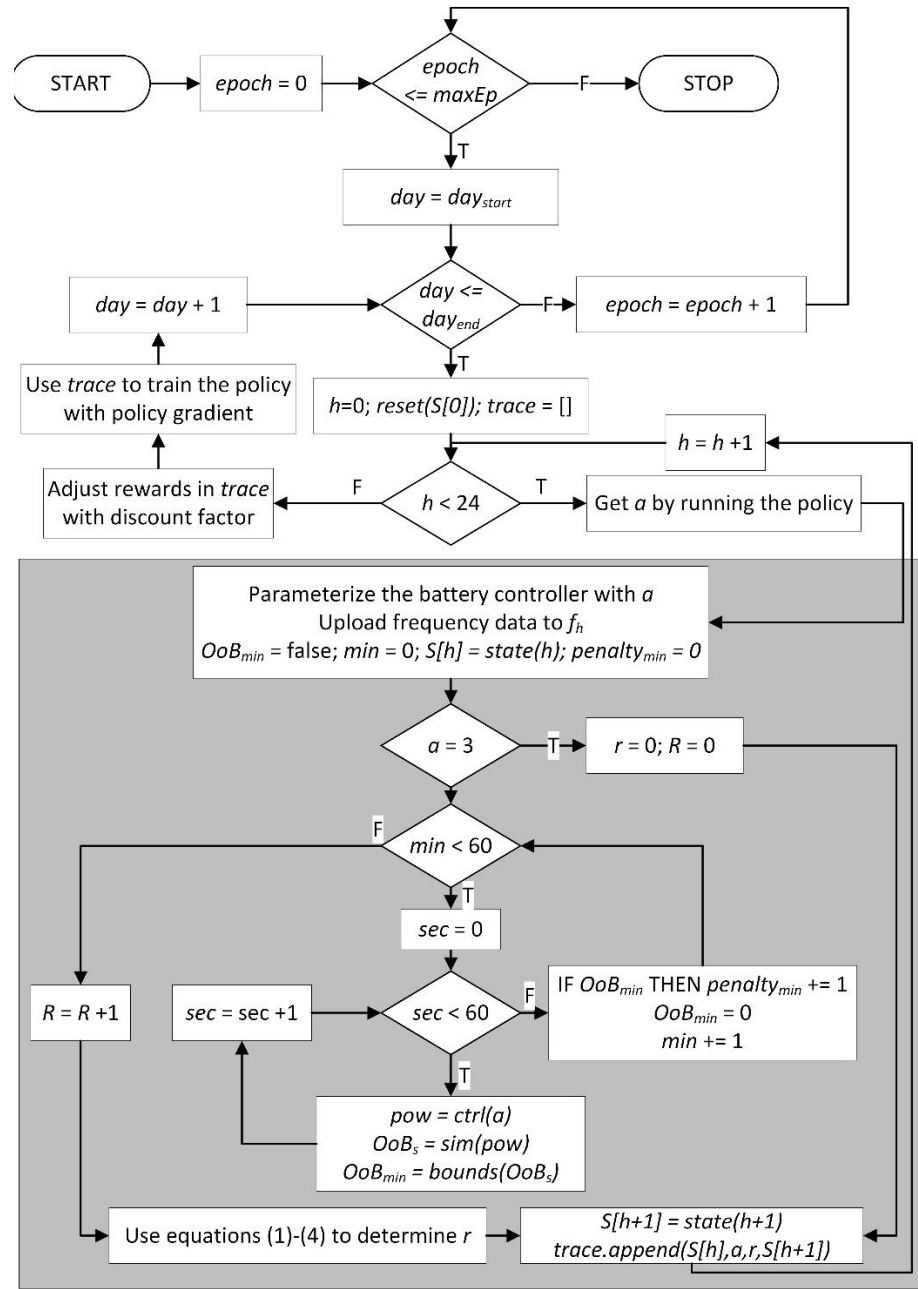 START
epoch = 0
epoch
<= maxEp
F
STOP
T
day = daystart
day = day + 1
day <=
dayend
F
epoch = epoch + 1
T
Use trace to train the policy
with policy gradient
h=0; reset(S[0]); trace = []
h = h +1
Adjust rewards in trace
with discount factor
F
h < 24
T
Get a by running the policy
Parameterize the battery controller with a
Upload frequency data to fh
OoBmin = false; min = 0; S[h] = state(h); penaltymin = 0
a = 3
T
r = 0; R = 0
F
min < 60
T
sec = 0
R = R +1
sec = sec +1
sec < 60
F
IF OoBmin THEN penaltymin += 1
OoBmin = 0
min += 1
T
pow = ctrl(a)
OoBs = sim(pow)
OoBmin = bounds(OoBs)
Use equations (1)-(4) to determine r
S[h+1] = state(h+1)
trace.append(S[h],a,r,S[h+1])